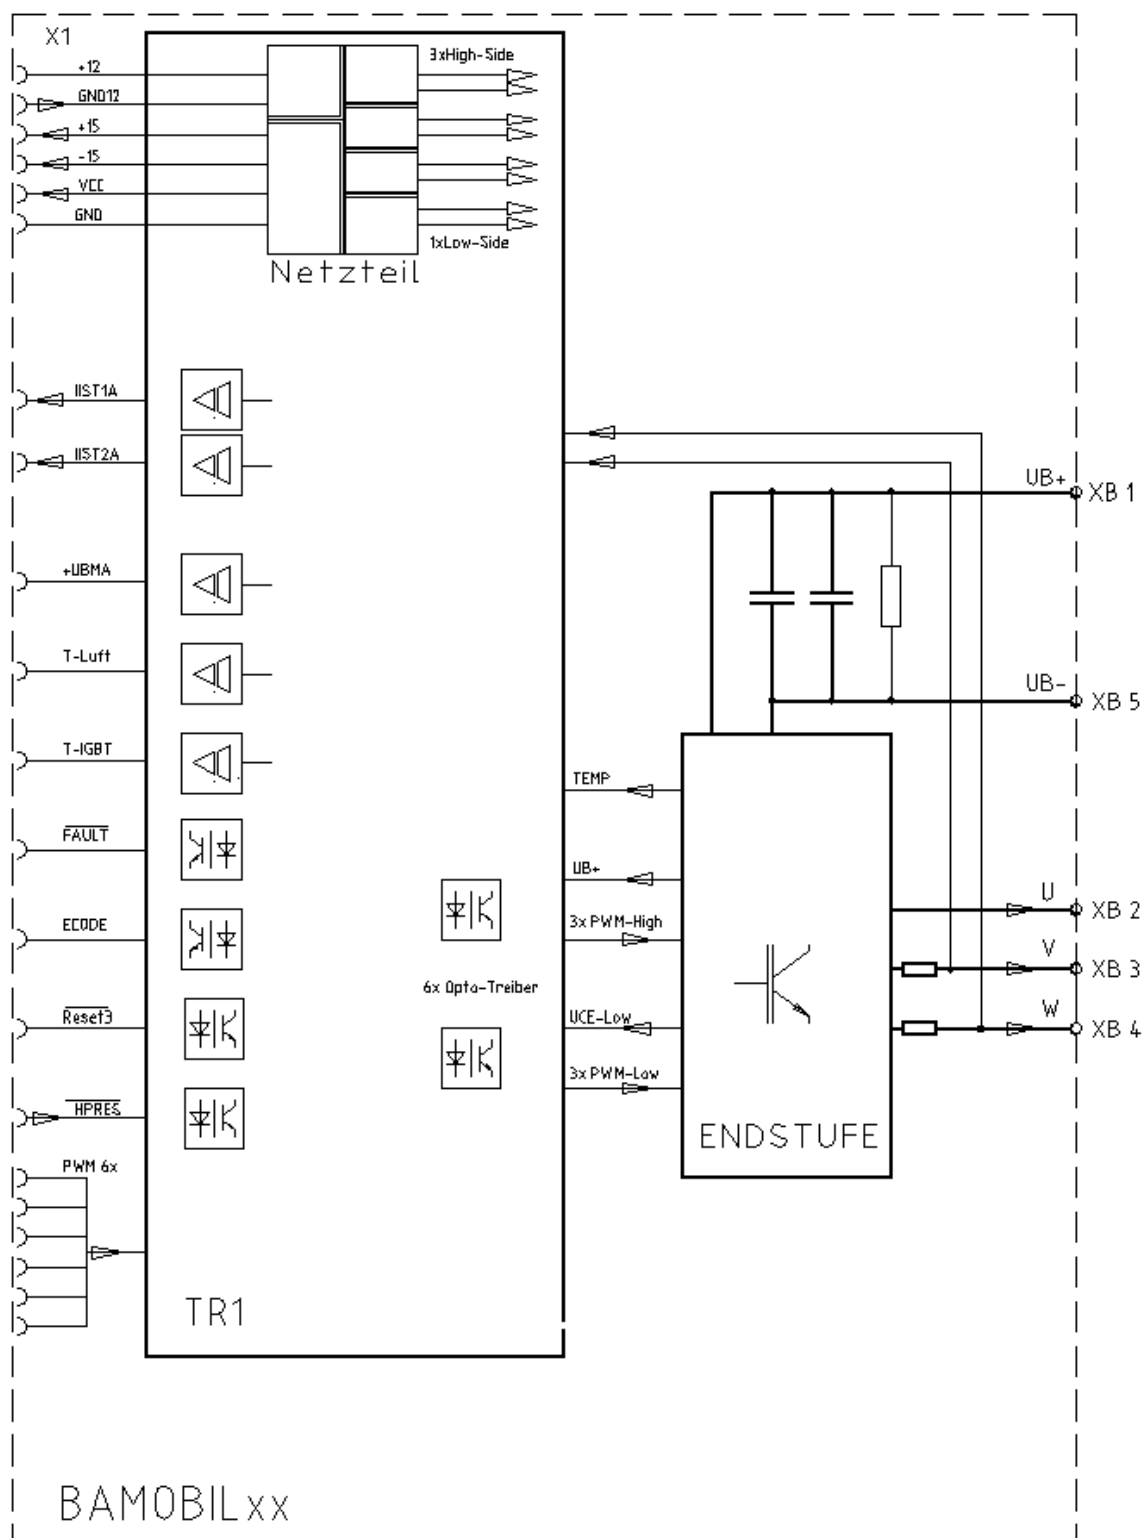 X1
+12
GND12
+15
-15
VCC
GND
3xHigh-Side
1xLow-Side
Netzteil
IIST1A
IIST2A
+UBMA
T-Luft
T-IGBT
FAULT
ECODE
Reset3
HPRES
PWM 6x
TR1
UB+
XB 1
UB-
XB 5
TEMP
UB+
3x PWM-High
6x Opto-Treiber
UCE-Low
3x PWM-Low
ENDSTUFE
U
XB 2
V
XB 3
W
XB 4
BAMOBILxx